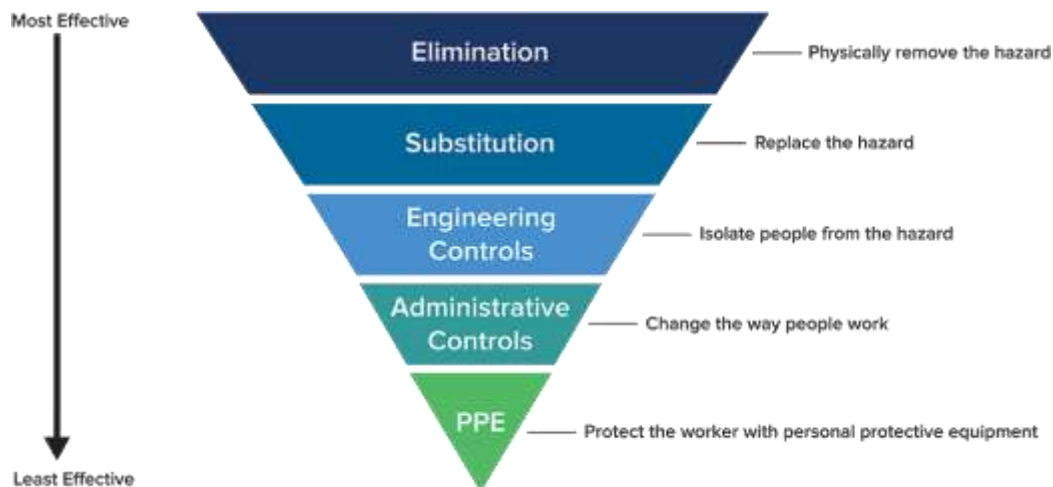 Most Effective
Elimination
Physically remove the hazard
Substitution
Replace the hazard
Engineering
Controls
Isolate people from the hazard
Administrative
Controls
Change the way people work
PPE
Protect the worker with personal protective equipment
Least Effective